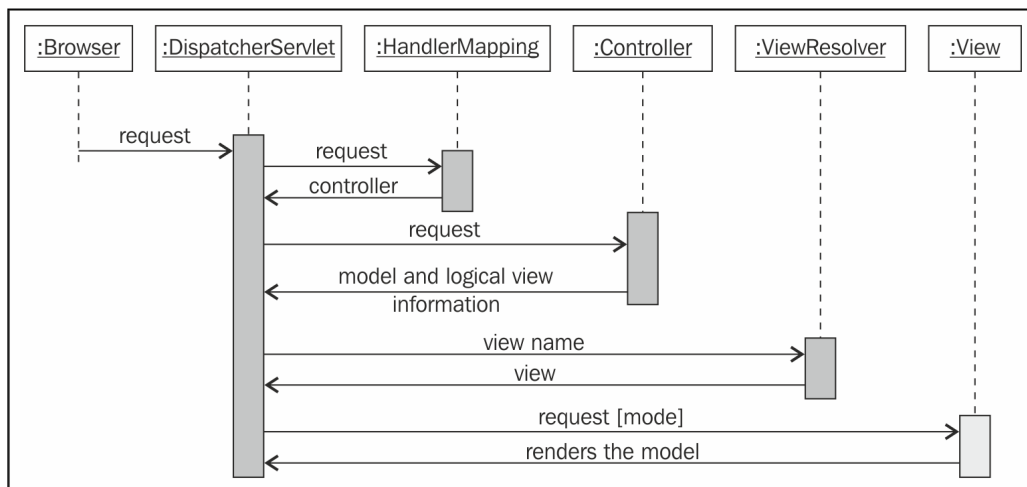 :Browser
:DispatcherServlet
:HandlerMapping
:Controller
:ViewResolver
:View
request
request
controller
request
model and logical view
information
view name
view
request [mode]
renders the model